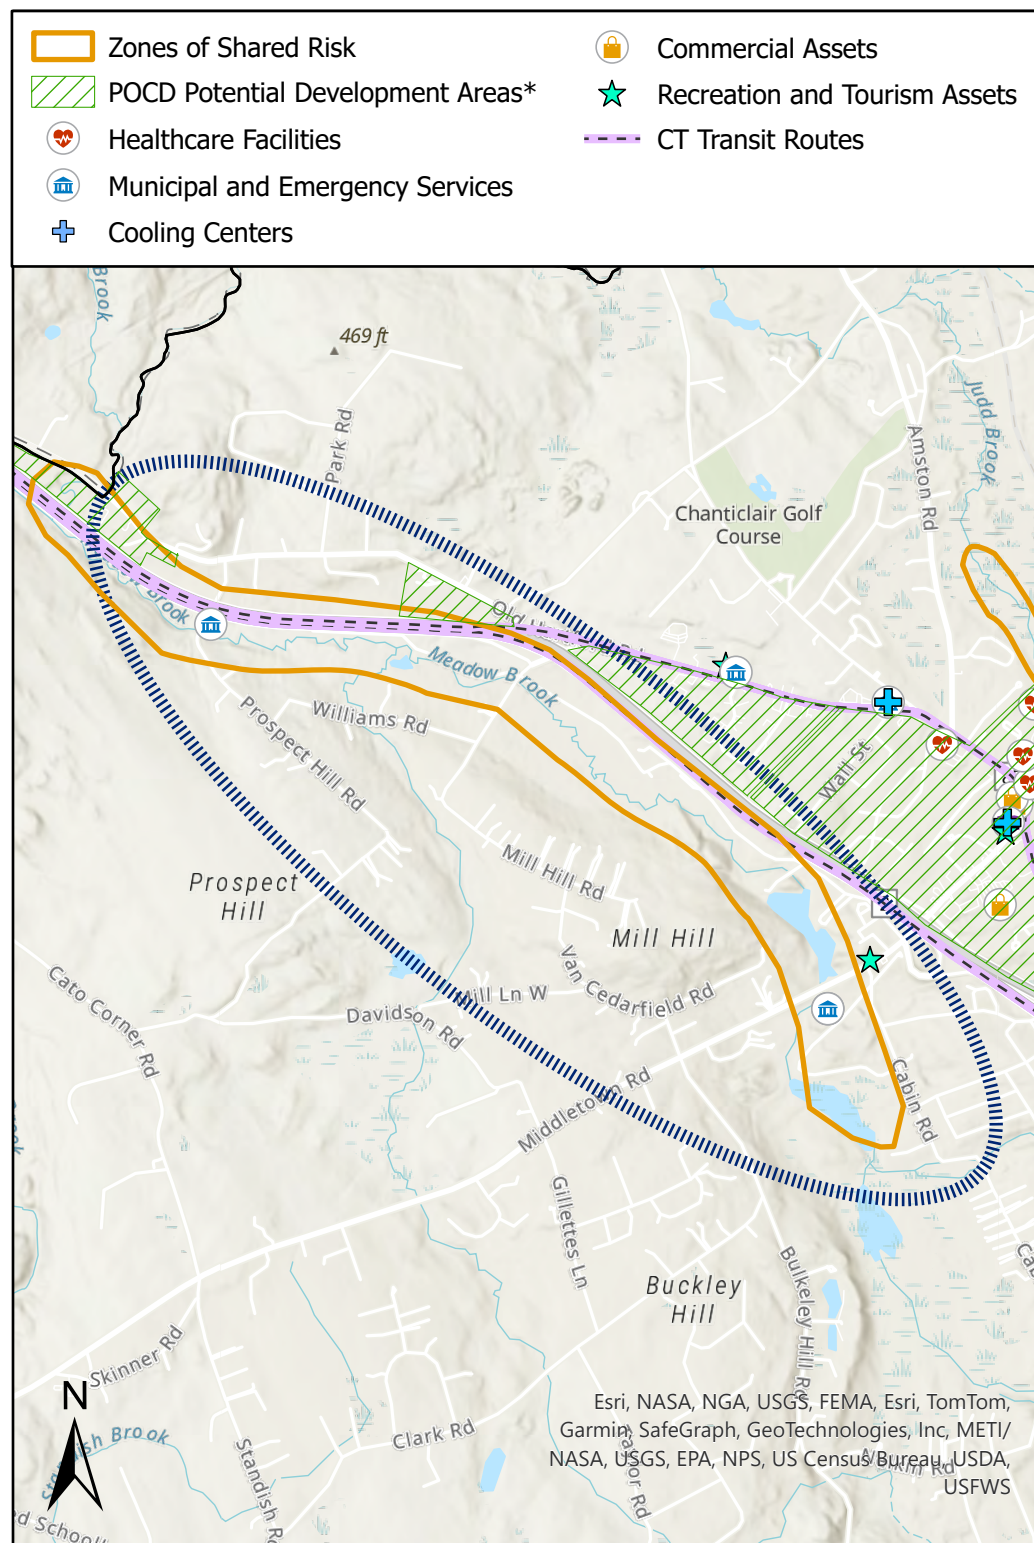 Zones of Shared Risk
POCD Potential Development Areas*
Healthcare Facilities
Municipal and Emergency Services
Cooling Centers
Commercial Assets
Recreation and Tourism Assets
CT Transit Routes
Brook
469 ft
Park Rd
Judd Brook
Amston Rd
Chanticlair Golf
Course
Brook
Old
Meadow Brook
Williams Rd
Prospect Hill Rd
Wall St
Mill Hill Rd
Prospect
Hill
Mill Hill
Van Cedarfield Rd
Cato Corner Rd
Mill Ln W
Davidson Rd
Middletown Rd
Cabin Rd
Gillettes Ln
Buckley
Hill
Bulkeley Hill Rd
Skinner Rd
N
Clark Rd
Standish Rd
Taylor Rd
Esri, NASA, NGA, USGS, FEMA, Esri, TomTom,
Garmin, SafeGraph, GeoTechnologies, Inc, METI/
NASA, USGS, EPA, NPS, US Census Bureau, USDA,
USFWS
Brook
Rd